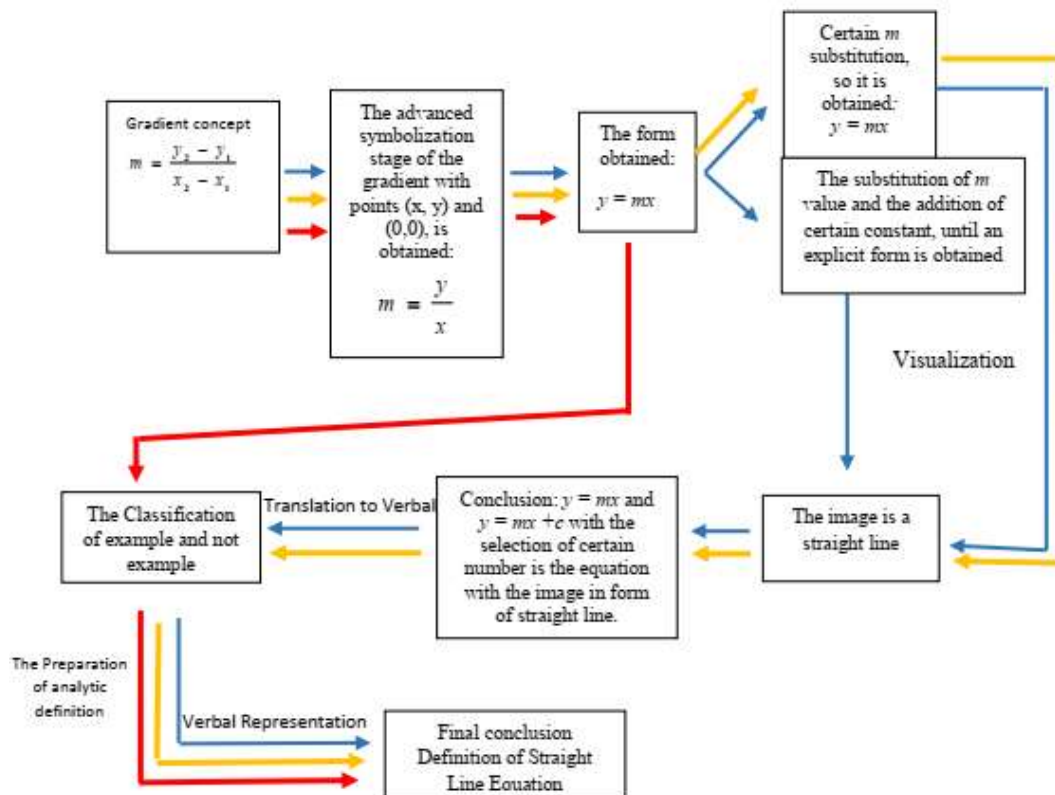 Gradient concept
m = y₂ − y₁ / x₂ − x₁
The advanced
symbolization
stage of the
gradient with
points (x, y) and
(0,0), is
obtained:
m = y / x
The form
obtained:
y = mx
Certain m
substitution,
so it is
obtained:
y = mx
The substitution of m
value and the addition of
certain constant, until an
explicit form is obtained
Visualization
The image is a
straight line
Conclusion: y = mx and
y = mx +c with the
selection of certain
number is the equation
with the image in form
of straight line.
Translation to Verbal
The Classification
of example and not
example
The Preparation
of analytic
definition
Verbal Representation
Final conclusion
Definition of Straight
Line Equation